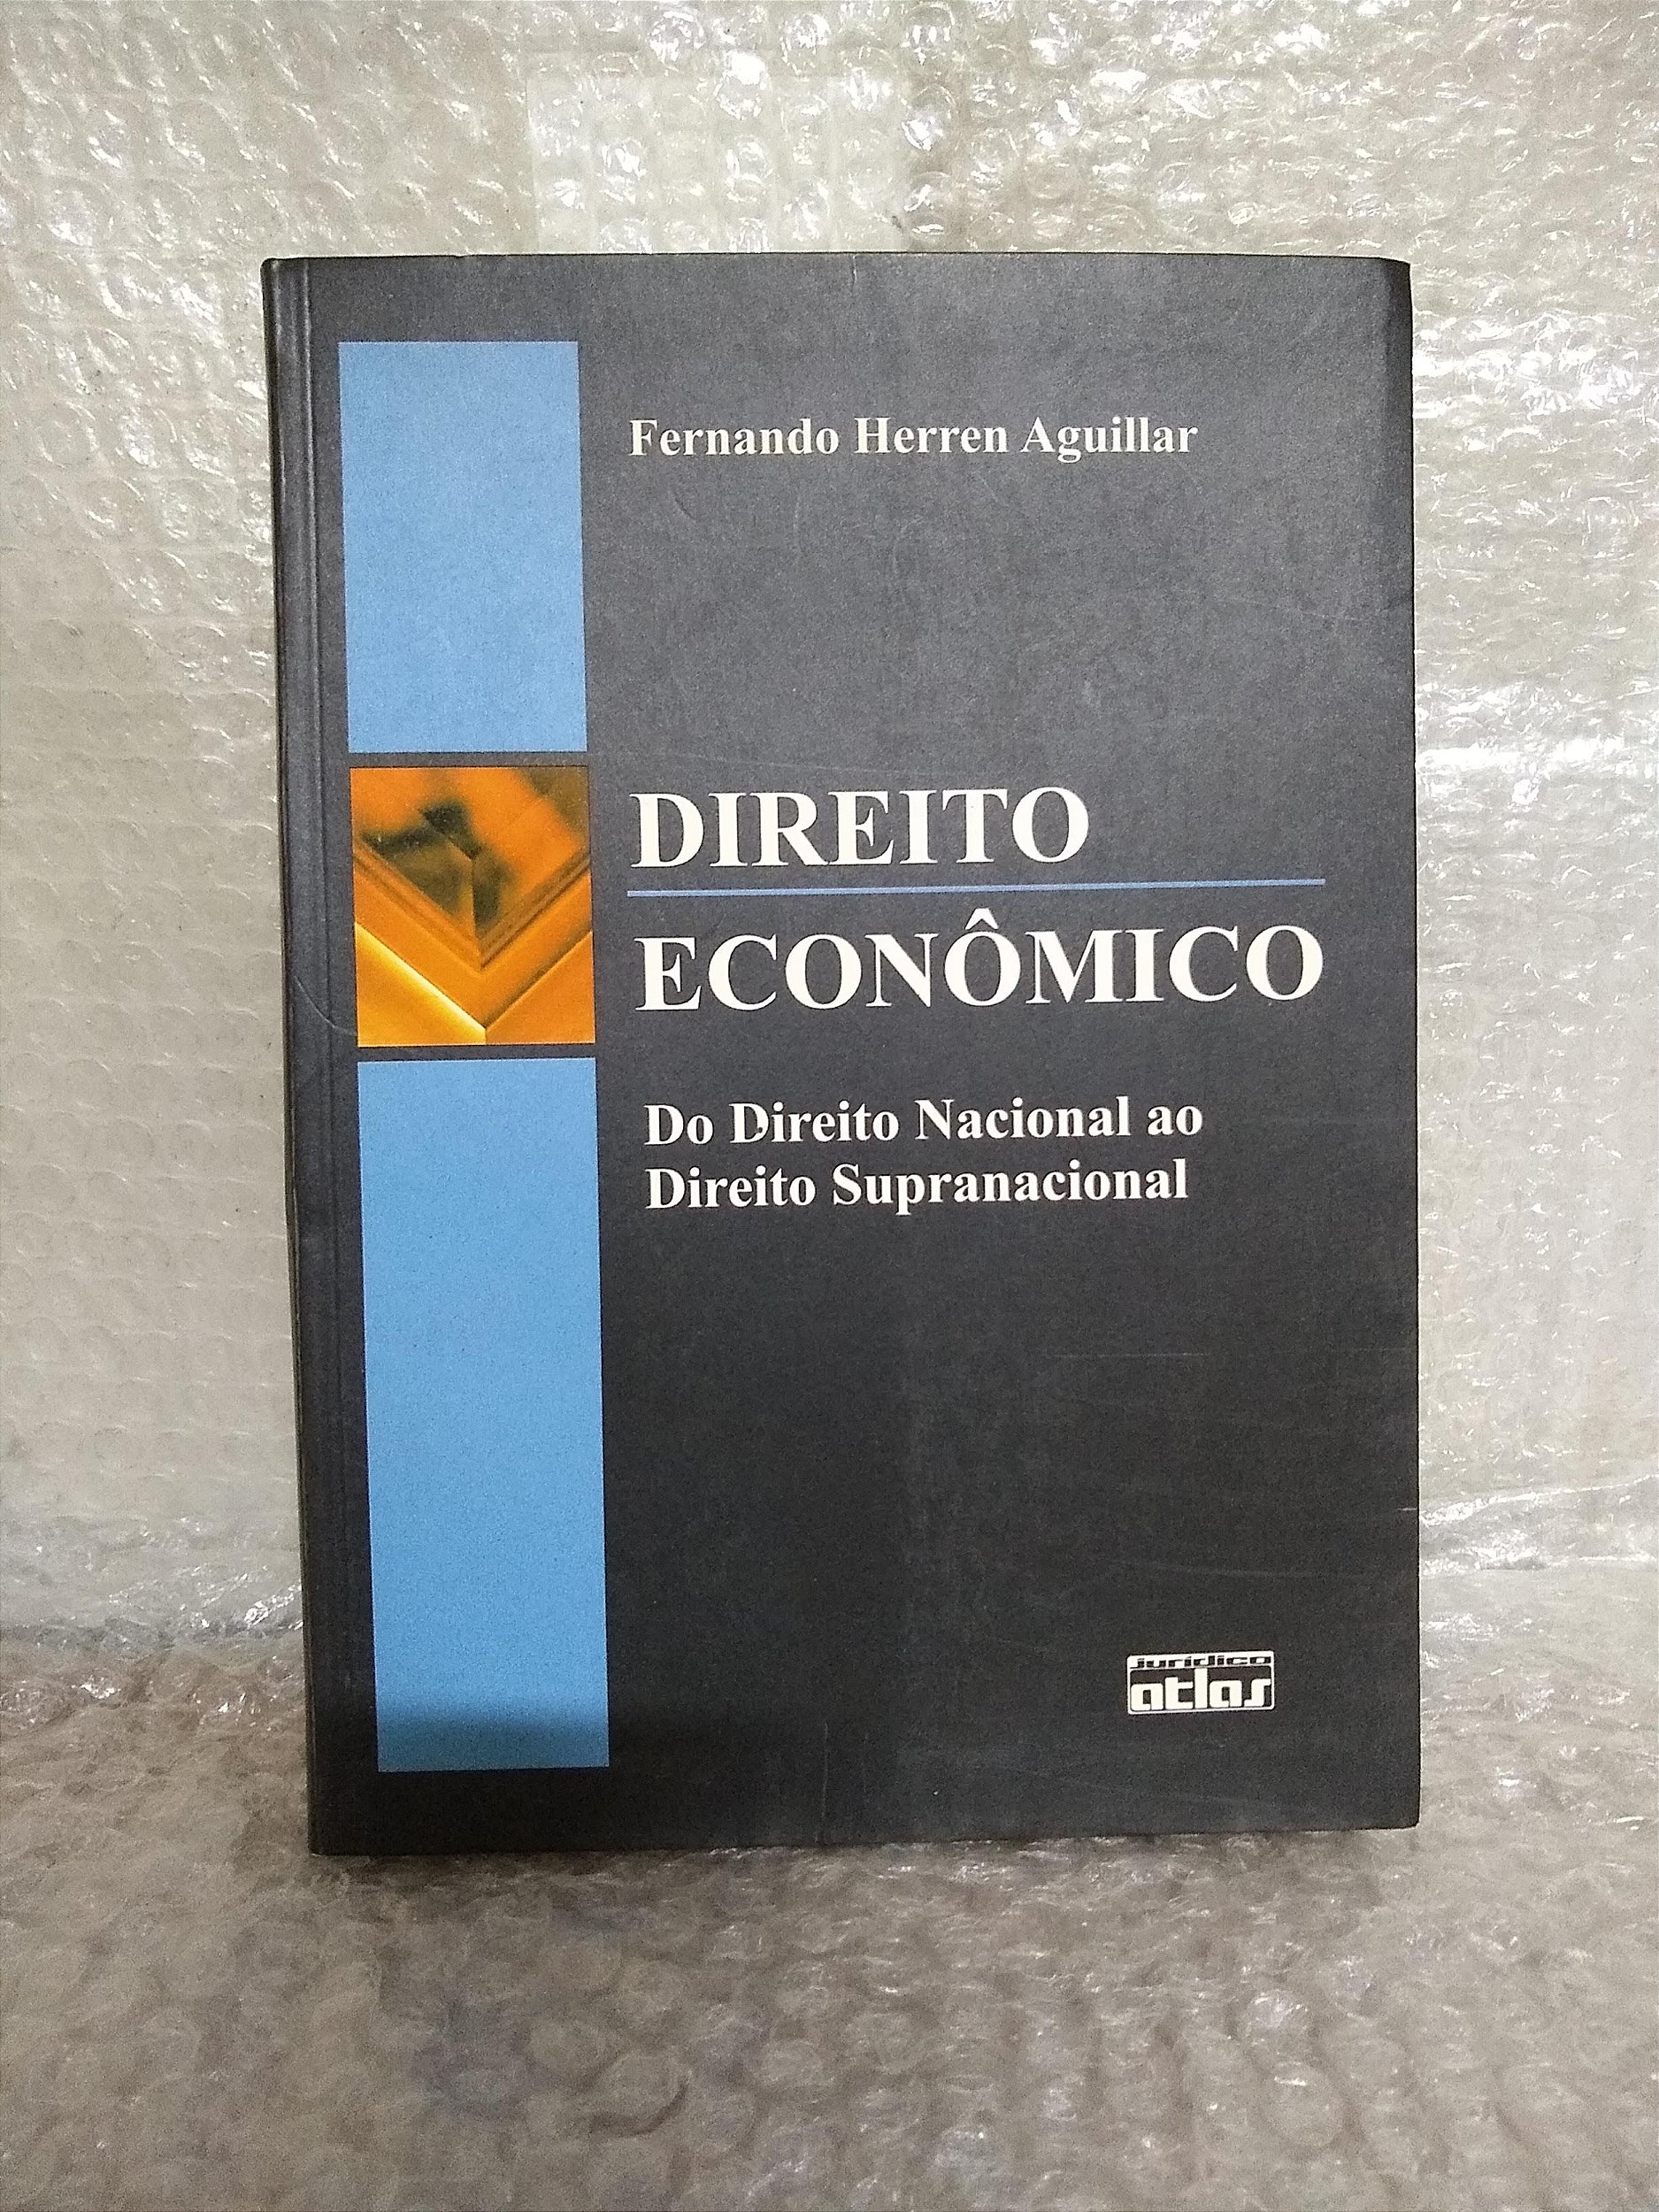 Fernando Herren Aguillar
DIREITO
ECONÔMICO
Do Direito Nacional ao
Direito Supranacional
jurídico
atlas